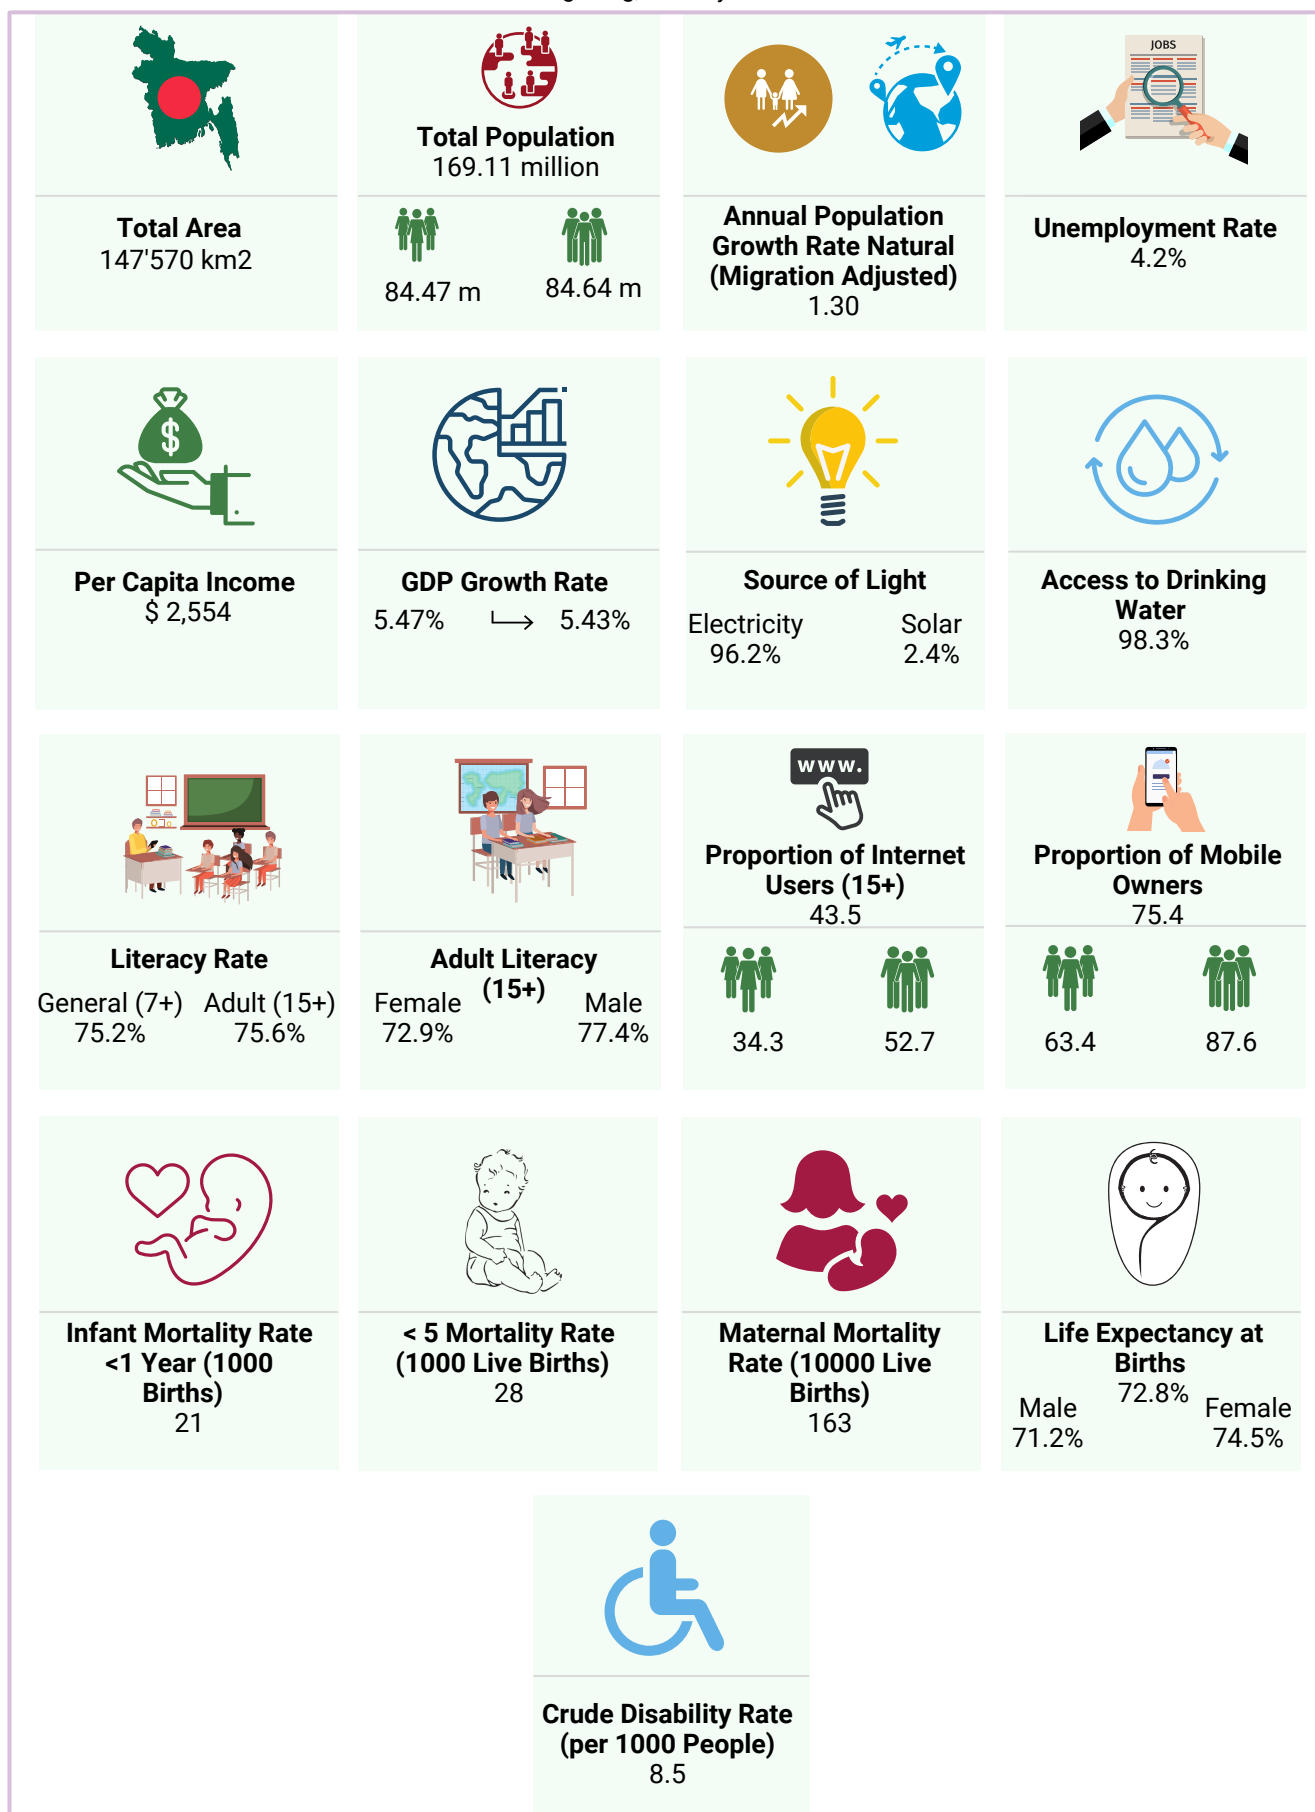 JOBS
Total Population
169.11 million
Total Area
147'570 km2
84.47 m
84.64 m
Annual Population
Growth Rate Natural
(Migration Adjusted)
1.30
Unemployment Rate
4.2%
$
Per Capita Income
$ 2,554
GDP Growth Rate
5.47%
5.43%
Source of Light
Electricity
96.2%
Solar
2.4%
Access to Drinking
Water
98.3%
Literacy Rate
General (7+)
75.2%
Adult (15+)
75.6%
Adult Literacy
(15+)
Female
72.9%
Male
77.4%
www.
Proportion of Internet
Users (15+)
43.5
34.3
52.7
Proportion of Mobile
Owners
75.4
63.4
87.6
Infant Mortality Rate
<1 Year (1000
Births)
21
< 5 Mortality Rate
(1000 Live Births)
28
Maternal Mortality
Rate (10000 Live
Births)
163
Life Expectancy at
Births
72.8%
Male
71.2%
Female
74.5%
Crude Disability Rate
(per 1000 People)
8.5